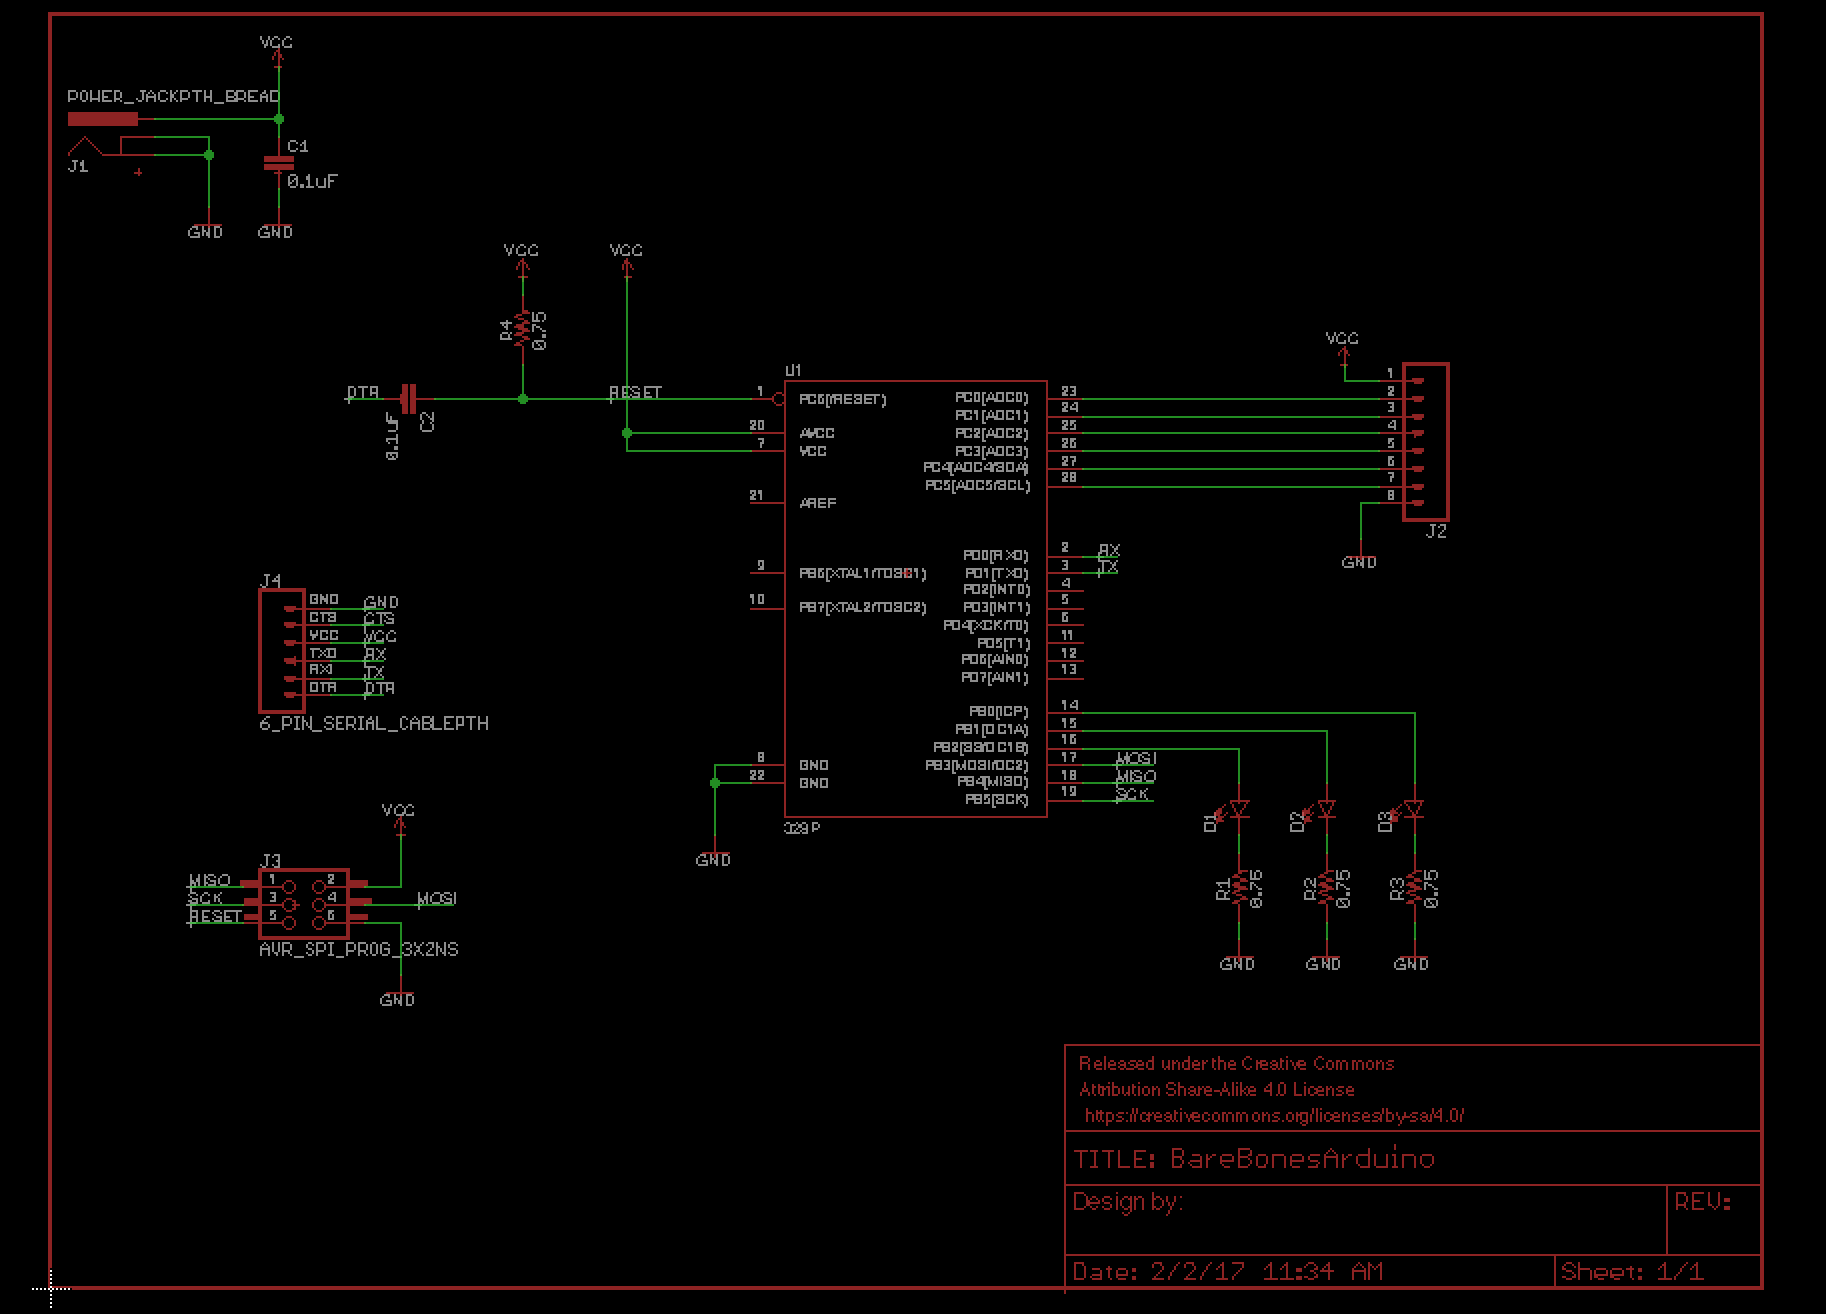 VCC
POWER_JACKPTH_BREAD
J1
C1
0.1uF
GND
GND
VCC
VCC
R4
0.75
DTR
0.1uF
C2
RESET
U1
1
PC6(/RESET)
20
AVCC
7
VCC
21
AREF
9
PB6(XTAL1/TOSC1)
10
PB7(XTAL2/TOSC2)
8
GND
22
GND
GND
PC0(ADC0)
23
PC1(ADC1)
24
PC2(ADC2)
25
PC3(ADC3)
26
PC4(ADC4/SDA)
27
PC5(ADC5/SCL)
28
PD0(RXD)
2
RX
PD1(TXD)
3
TX
PD2(INT0)
4
PD3(INT1)
5
PD4(XCK/T0)
6
PD5(T1)
11
PD6(AIN0)
12
PD7(AIN1)
13
PB0(ICP)
14
PB1(OC1A)
15
PB2(SS/OC1B)
16
PB3(MOSI/OC2)
17
MOSI
PB4(MISO)
18
MISO
PB5(SCK)
19
SCK
328P
VCC
1
2
3
4
5
6
7
8
J2
GND
J4
GND
GND
CTS
CTS
VCC
VCC
TXO
RX
RXI
TX
DTR
DTR
6_PIN_SERIAL_CABLEPTH
VCC
J3
MISO
1
2
SCK
3
4
MOSI
RESET
5
6
AVR_SPI_PROG_3X2NS
GND
D1
D2
D3
R1
0.75
R2
0.75
R3
0.75
GND
GND
GND
Released under the Creative Commons
Attribution Share-Alike 4.0 License
https://creativecommons.org/licenses/by-sa/4.0/
TITLE: BareBonesArduino
Design by:
REV:
Date: 2/2/17 11:34 AM
Sheet: 1/1